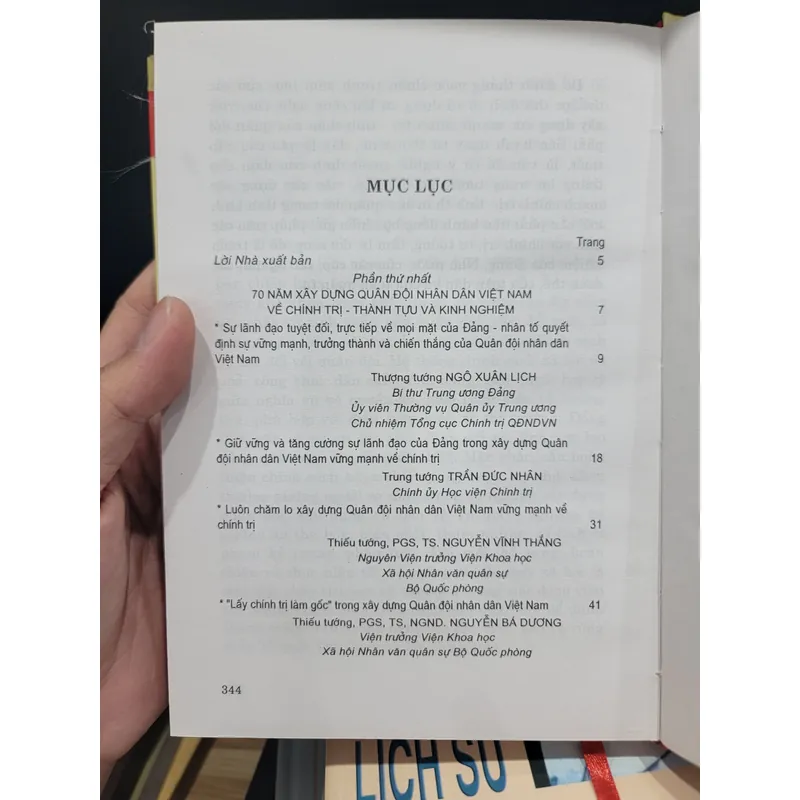 MỤC LỤC
Trang
Lời Nhà xuất bản 5
Phần thứ nhất
70 NĂM XÂY DỰNG QUÂN ĐỘI NHÂN DÂN VIỆT NAM
VỀ CHÍNH TRỊ - THÀNH TỰU VÀ KINH NGHIỆM 7
* Sự lãnh đạo tuyệt đối, trực tiếp về mọi mặt của Đảng - nhân tố quyết
định sự vững mạnh, trưởng thành và chiến thắng của Quân đội nhân dân
Việt Nam 9
Thượng tướng NGÔ XUÂN LỊCH
Bí thư Trung ương Đảng
Ủy viên Thường vụ Quân ủy Trung ương
Chủ nhiệm Tổng cục Chính trị QĐNDVN
* Giữ vững và tăng cường sự lãnh đạo của Đảng trong xây dựng Quân
đội nhân dân Việt Nam vững mạnh về chính trị 18
Trung tướng TRẦN ĐỨC NHÂN
Chính ủy Học viện Chính trị
* Luôn chăm lo xây dựng Quân đội nhân dân Việt Nam vững mạnh về
chính trị 31
Thiếu tướng, PGS, TS. NGUYỄN VĨNH THẮNG
Nguyên Viện trưởng Viện Khoa học
Xã hội Nhân văn quân sự
Bộ Quốc phòng
* "Lấy chính trị làm gốc" trong xây dựng Quân đội nhân dân Việt Nam 41
Thiếu tướng, PGS, TS, NGND. NGUYỄN BÁ DƯƠNG
Viện trưởng Viện Khoa học
Xã hội Nhân văn quân sự Bộ Quốc phòng
344
LỊCH SỬ